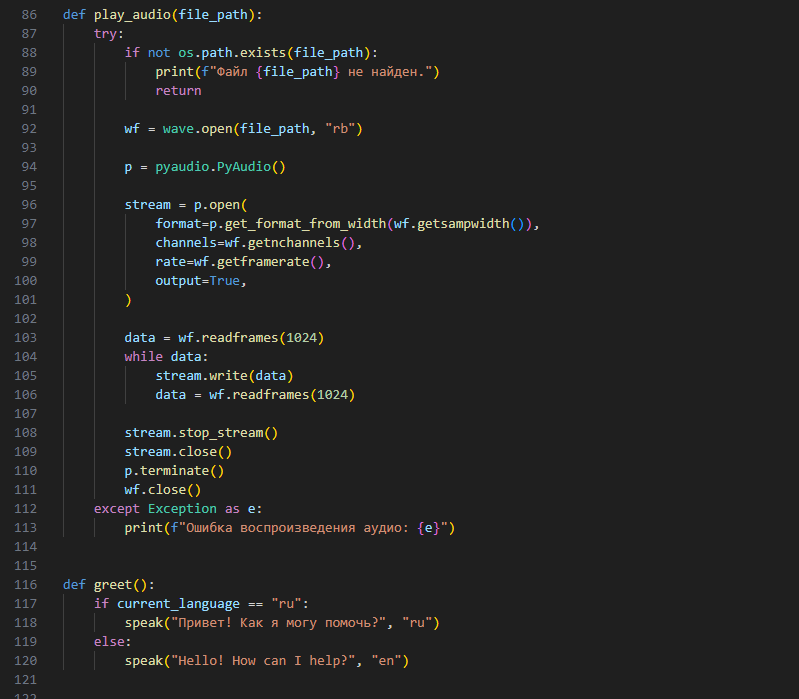 86 def play_audio(file_path):
87     try:
88         if not os.path.exists(file_path):
89             print(f"Файл {file_path} не найден.")
90             return
91
92         wf = wave.open(file_path, "rb")
93
94         p = pyaudio.PyAudio()
95
96         stream = p.open(
97             format=p.get_format_from_width(wf.getsampwidth()),
98             channels=wf.getnchannels(),
99             rate=wf.getframerate(),
100             output=True,
101         )
102
103         data = wf.readframes(1024)
104         while data:
105             stream.write(data)
106             data = wf.readframes(1024)
107
108         stream.stop_stream()
109         stream.close()
110         p.terminate()
111         wf.close()
112     except Exception as e:
113         print(f"Ошибка воспроизведения аудио: {e}")
114
115
116 def greet():
117     if current_language == "ru":
118         speak("Привет! Как я могу помочь?", "ru")
119     else:
120         speak("Hello! How can I help?", "en")
121